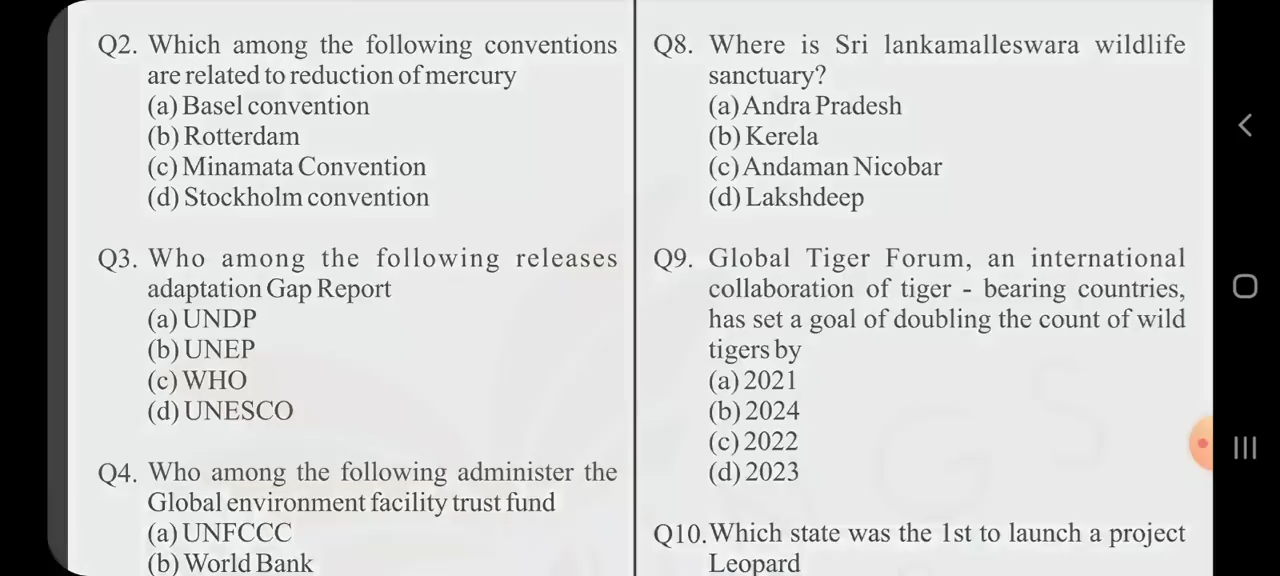 Q2. Which among the following conventions
are related to reduction of mercury
(a) Basel convention
(b) Rotterdam
(c) Minamata Convention
(d) Stockholm convention
Q3. Who among the following releases
adaptation Gap Report
(a) UNDP
(b) UNEP
(c) WHO
(d) UNESCO
Q4. Who among the following administer the
Global environment facility trust fund
(a) UNFCCC
(b) World Bank
Q8. Where is Sri lankamalleswara wildlife
sanctuary?
(a) Andra Pradesh
(b) Kerela
(c) Andaman Nicobar
(d) Lakshdeep
Q9. Global Tiger Forum, an international
collaboration of tiger - bearing countries,
has set a goal of doubling the count of wild
tigers by
(a) 2021
(b) 2024
(c) 2022
(d) 2023
Q10. Which state was the 1st to launch a project
Leopard
GS